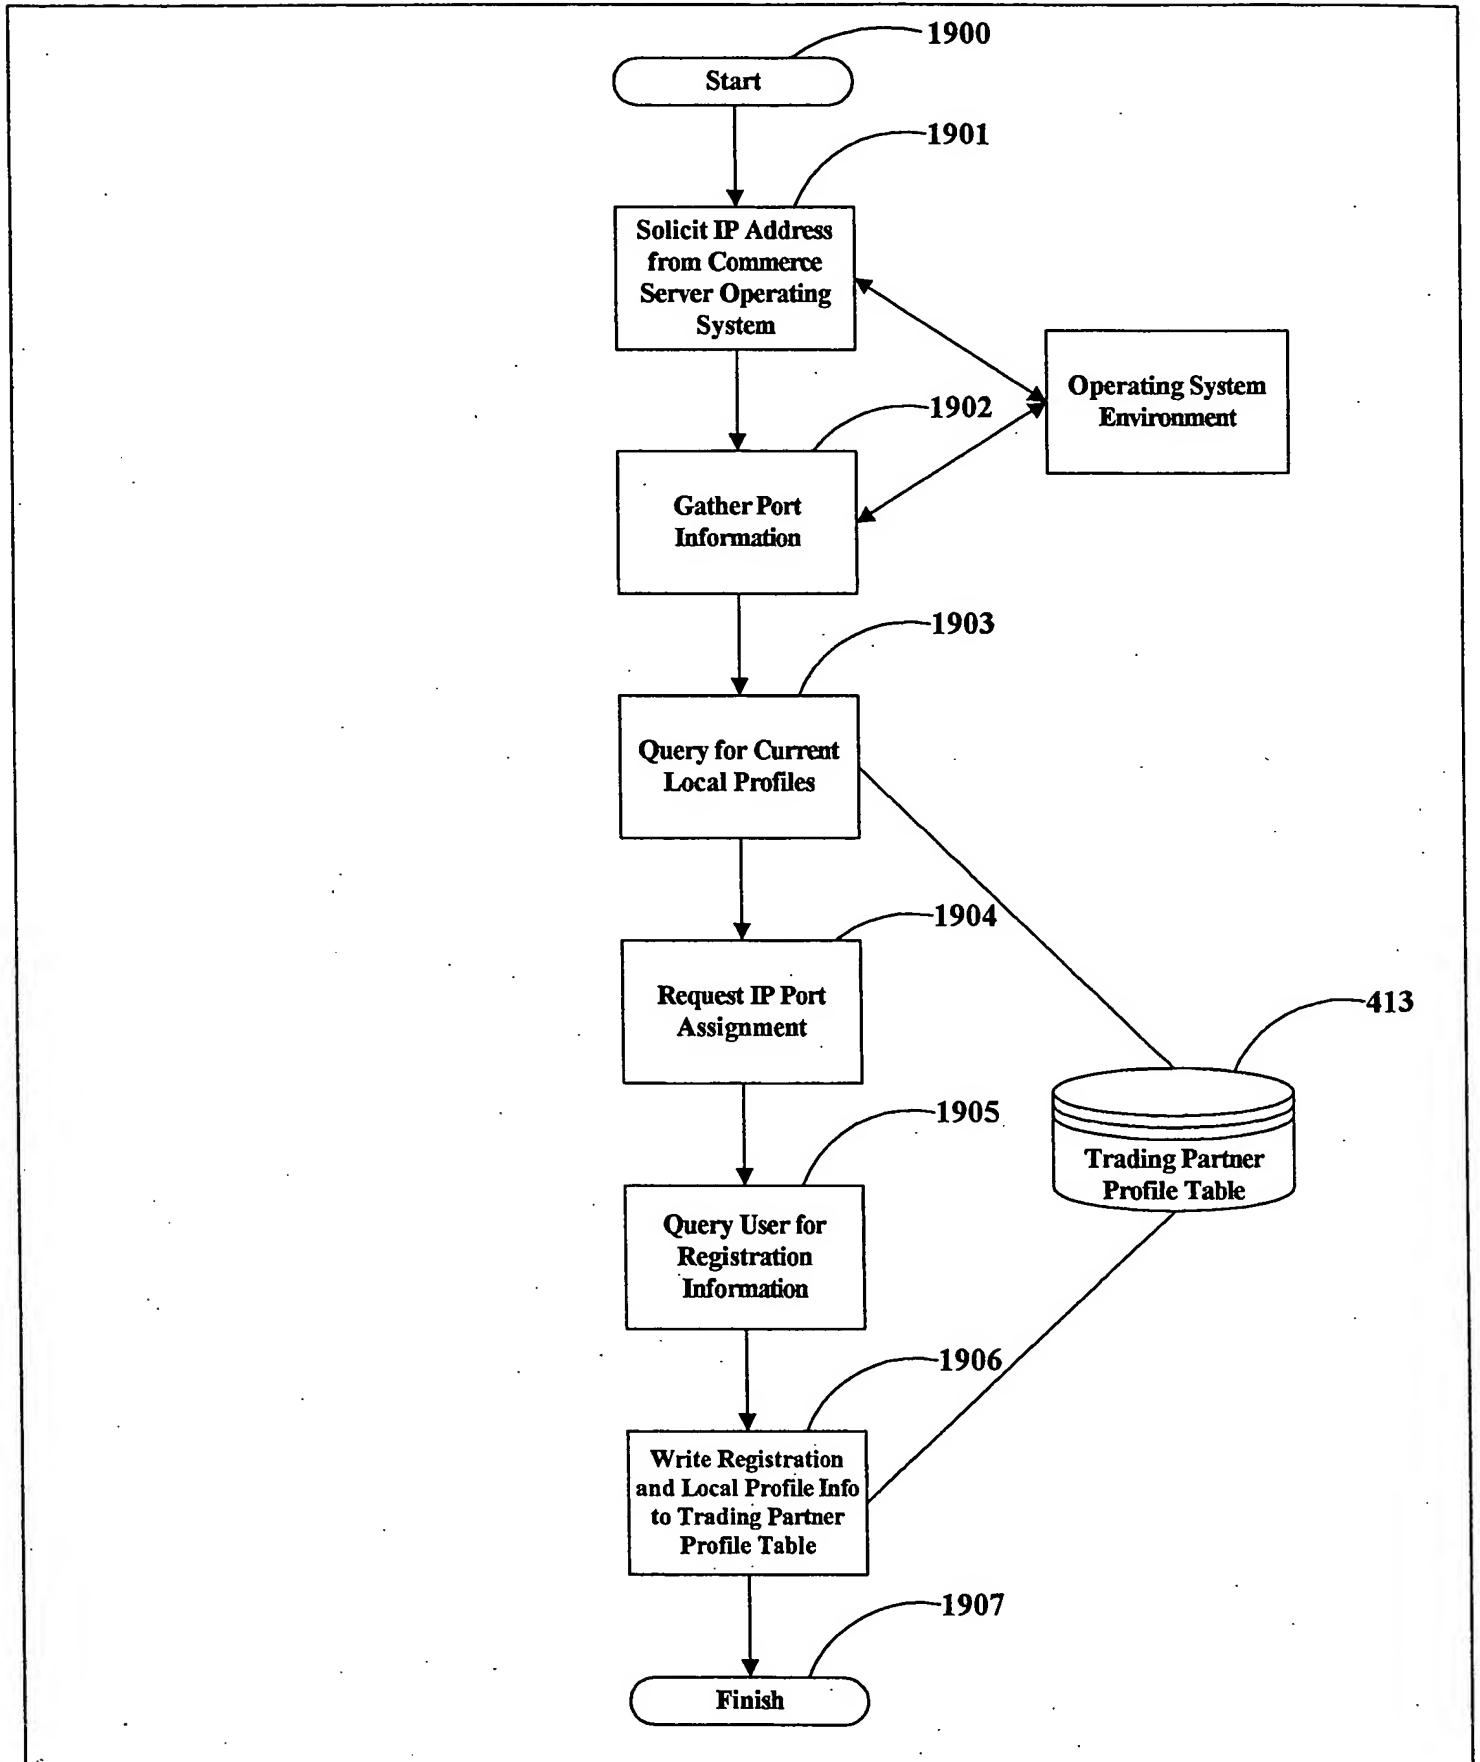 1900
Start
1901
Solicit IP Address
from Commerce
Server Operating
System
Operating System
Environment
1902
Gather Port
Information
1903
Query for Current
Local Profiles
1904
Request IP Port
Assignment
413
Trading Partner
Profile Table
1905
Query User for
Registration
Information
1906
Write Registration
and Local Profile Info
to Trading Partner
Profile Table
1907
Finish